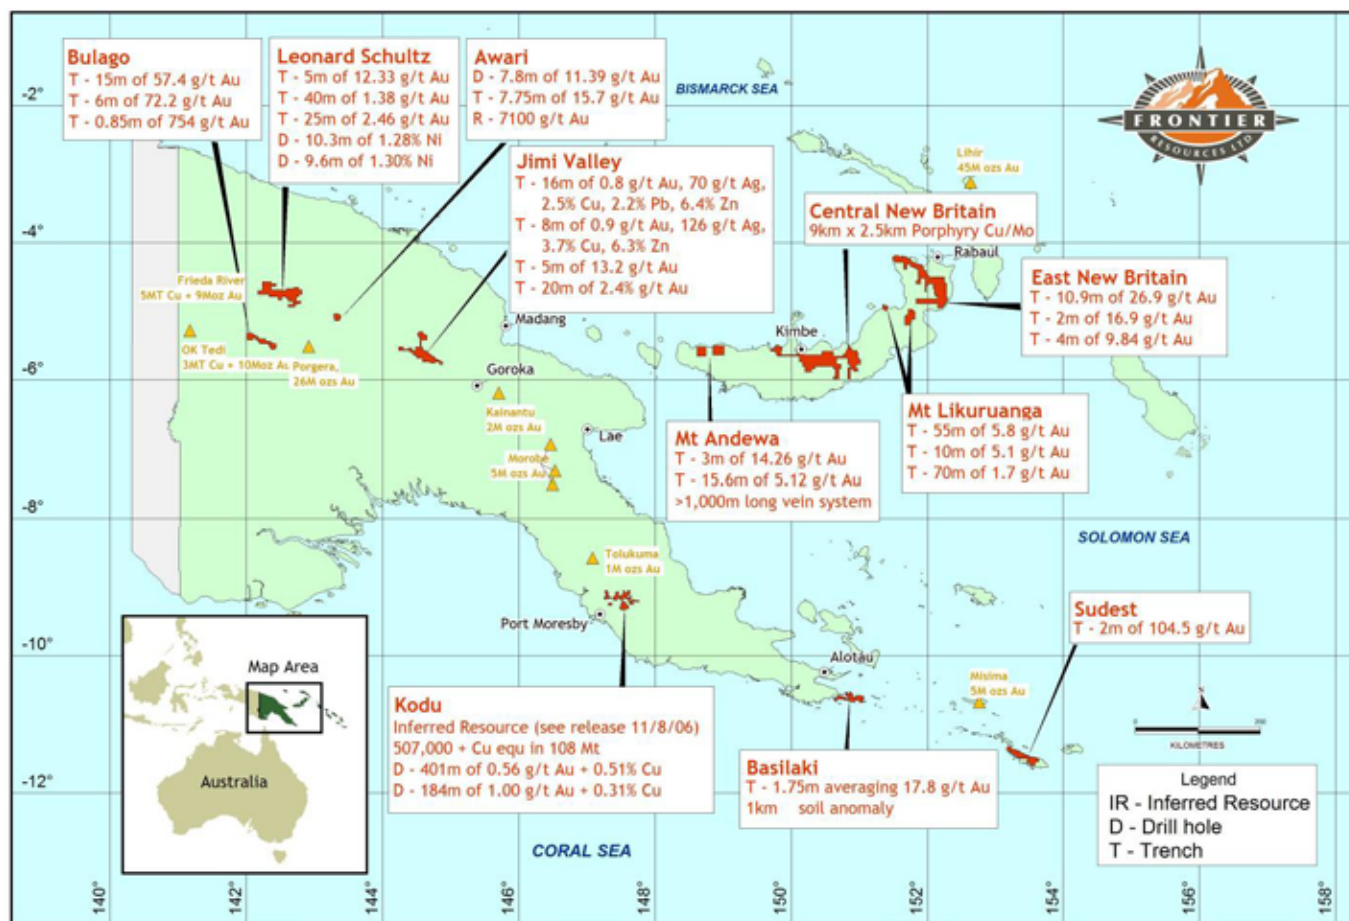 Bulago
T - 15m of 57.4 g/t Au
T - 6m of 72.2 g/t Au
T - 0.85m of 754 g/t Au
Leonard Schultz
T - 5m of 12.33 g/t Au
T - 40m of 1.38 g/t Au
T - 25m of 2.46 g/t Au
D - 10.3m of 1.28% Ni
D - 9.6m of 1.30% Ni
Awari
D - 7.8m of 11.39 g/t Au
T - 7.75m of 15.7 g/t Au
R - 7100 g/t Au
BISMARCK SEA
FRONTIER
RESOURCES LTD
Jimi Valley
T - 16m of 0.8 g/t Au, 70 g/t Ag,
2.5% Cu, 2.2% Pb, 6.4% Zn
T - 8m of 0.9 g/t Au, 126 g/t Ag,
3.7% Cu, 6.3% Zn
T - 5m of 13.2 g/t Au
T - 20m of 2.4% g/t Au
Lihir
45M ozs Au
Central New Britain
9km x 2.5km Porphyry Cu/Mo
Rabaul
East New Britain
T - 10.9m of 26.9 g/t Au
T - 2m of 16.9 g/t Au
T - 4m of 9.84 g/t Au
Frieda River
5MT Cu + 9Moz Au
OK Tedi
3MT Cu + 10Moz Au
Porgera,
26M ozs Au
Madang
Goroka
Kimbe
Kainantu
2M ozs Au
Lae
Morobe
5M ozs Au
Mt Andewa
T - 3m of 14.26 g/t Au
T - 15.6m of 5.12 g/t Au
>1,000m long vein system
Mt Likuruanga
T - 55m of 5.8 g/t Au
T - 10m of 5.1 g/t Au
T - 70m of 1.7 g/t Au
SOLOMON SEA
Tolukuma
1M ozs Au
Port Moresby
Sudest
T - 2m of 104.5 g/t Au
Alotau
Misima
5M ozs Au
Map Area
Australia
Kodu
Inferred Resource (see release 11/8/06)
507,000 + Cu equ in 108 Mt
D - 401m of 0.56 g/t Au + 0.51% Cu
D - 184m of 1.00 g/t Au + 0.31% Cu
Basilaki
T - 1.75m averaging 17.8 g/t Au
1km soil anomaly
N
0 200
KILOMETRES
Legend
IR - Inferred Resource
D - Drill hole
T - Trench
CORAL SEA
-2°
-4°
-6°
-8°
-10°
-12°
140°
142°
144°
146°
148°
150°
152°
154°
156°
158°